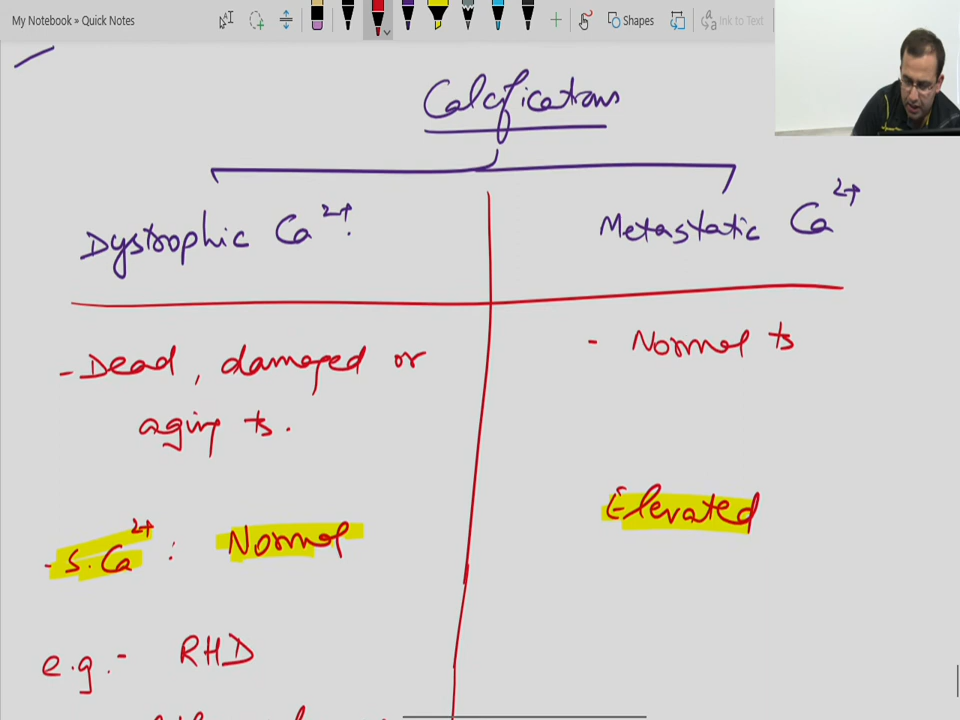 My Notebook » Quick Notes
Shapes
Ink to Text
Calcifications
Dystrophic Ca²⁺.
Metastatic Ca²⁺
- Dead, damaged or
aging ts.
- Normal ts
- S.Ca²⁺ : Normal
Elevated
e.g.- RHD